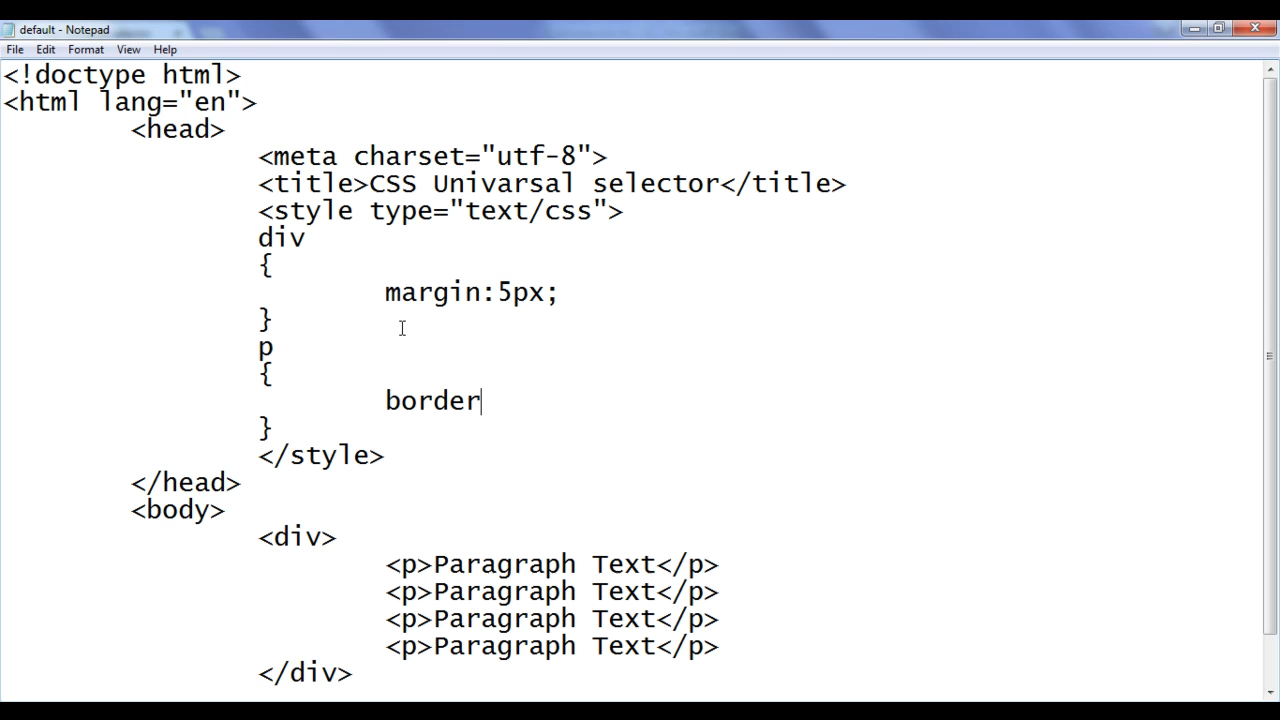 default - Notepad
File Edit Format View Help
<!doctype html>
<html lang="en">
<head>
<meta charset="utf-8">
<title>CSS Univarsal selector</title>
<style type="text/css">
div
{
margin:5px;
}
p
{
border
}
</style>
</head>
<body>
<div>
<p>Paragraph Text</p>
<p>Paragraph Text</p>
<p>Paragraph Text</p>
<p>Paragraph Text</p>
</div>